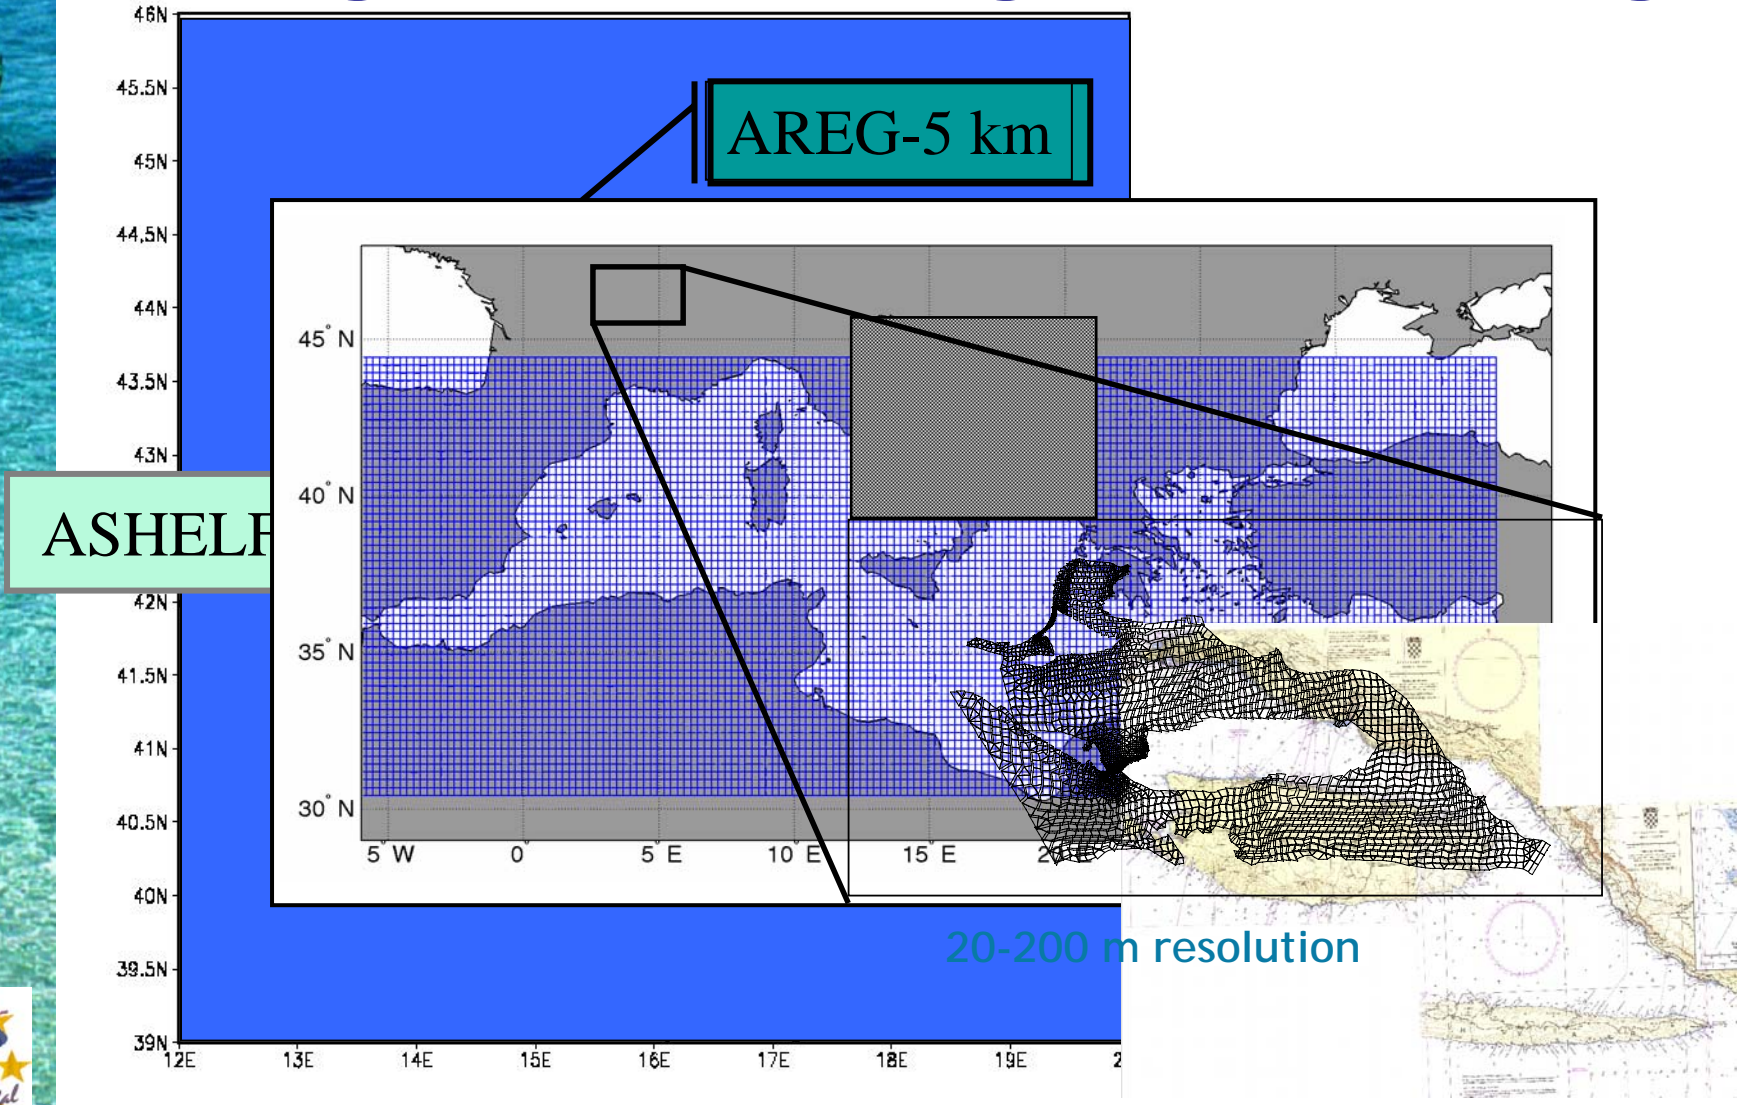 46N
45.5N
AREG-5 km
45N
44.5N
44N
45° N
43.5N
43N
40° N
ASHELF
42N
35° N
41.5N
41N
30° N
40.5N
5° W 0° 5° E 10° E 15° E
40N
20-200 m resolution
39.5N
39N
12E 13E 14E 15E 16E 17E 18E 19E